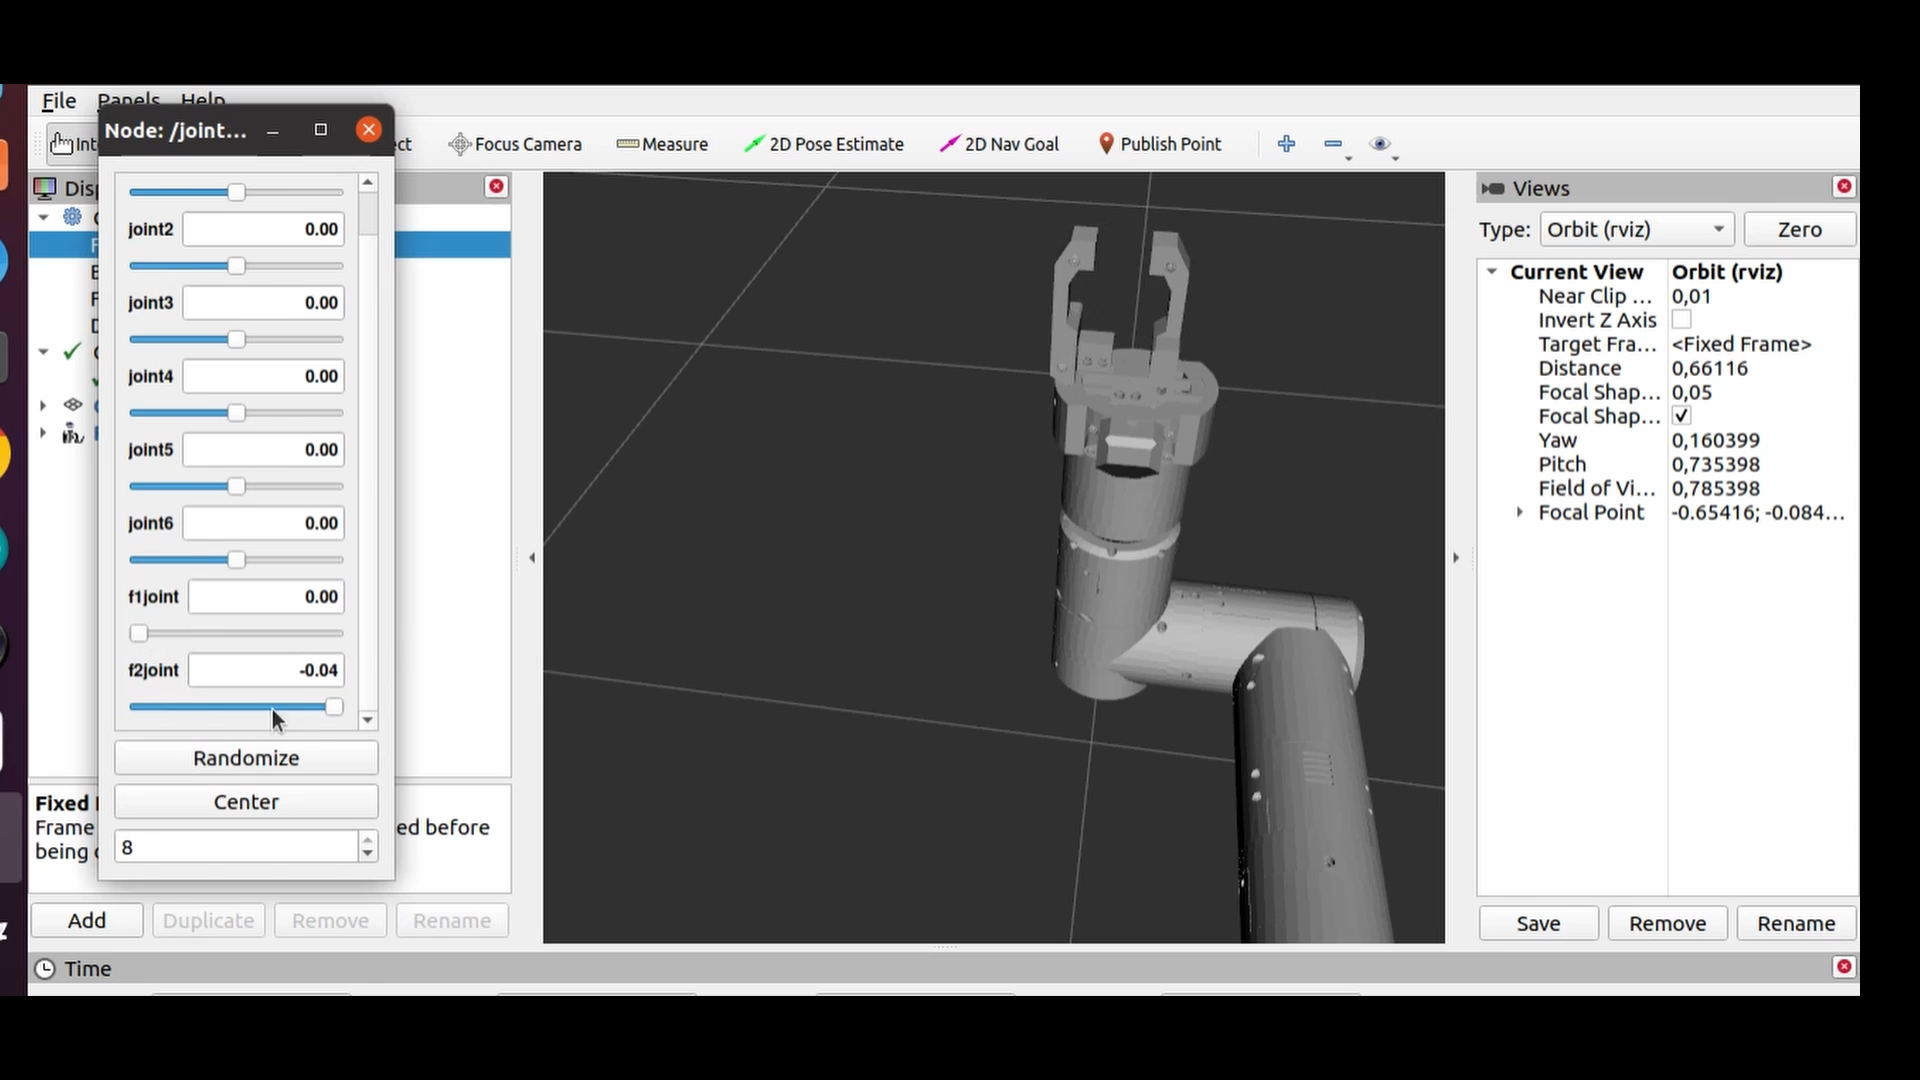 File Panels Help
Node: /joint...
Int
ct
Focus Camera
Measure
2D Pose Estimate
2D Nav Goal
Publish Point
Disp
joint2 0.00
joint3 0.00
joint4 0.00
joint5 0.00
joint6 0.00
f1joint 0.00
f2joint -0.04
Randomize
Center
8
Fixed
Frame
ed before
being
Add Duplicate Remove Rename
Views
Type: Orbit (rviz) Zero
Current View Orbit (rviz)
Near Clip ... 0,01
Invert Z Axis
Target Fra... <Fixed Frame>
Distance 0,66116
Focal Shap... 0,05
Focal Shap... ✓
Yaw 0,160399
Pitch 0,735398
Field of Vi... 0,785398
Focal Point -0.65416; -0.084...
Save Remove Rename
Time